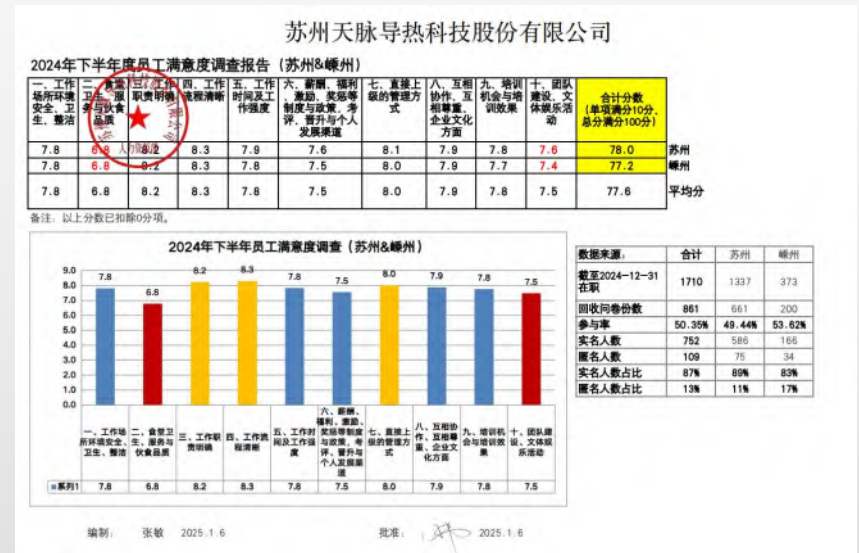 苏州天脉导热科技股份有限公司
2024年下半年度员工满意度调查报告（苏州&嵊州）
一、工作场所环境安全、卫生、整洁 二、食堂卫生、服务与伙食品质 三、工作职责明确 四、工作流程清晰 五、工作时间及工作强度 六、薪酬、福利、激励、奖惩等制度与政策、考评、晋升与个人发展渠道 七、直接上级的管理方式 八、互相协作、互相尊重、企业文化方面 九、培训机会与培训效果 十、团队建设、文体娱乐活动 合计分数（单项满分10分、总分满分100分）
7.8 6.8 8.2 8.3 7.9 7.6 8.1 7.9 7.8 7.6 78.0 苏州
7.8 6.8 8.2 8.3 7.8 7.5 8.0 7.9 7.7 7.4 77.2 嵊州
7.8 6.8 8.2 8.3 7.8 7.5 8.0 7.9 7.8 7.5 77.6 平均分
人力资源部
备注：以上分数已扣除0分项。
2024年下半年员工满意度调查（苏州&嵊州）
9.0
8.0
7.0
6.0
5.0
4.0
3.0
2.0
1.0
0.0
7.8 6.8 8.2 8.3 7.8 7.5 8.0 7.9 7.8 7.5
一、工作场所环境安全、卫生、整洁 二、食堂卫生、服务与伙食品质 三、工作职责明确 四、工作流程清晰 五、工作时间及工作强度 六、薪酬、福利、激励、奖惩等制度与政策、考评、晋升与个人发展渠道 七、直接上级的管理方式 八、互相协作、互相尊重、企业文化方面 九、培训机会与培训效果 十、团队建设、文体娱乐活动
系列1 7.8 6.8 8.2 8.3 7.8 7.5 8.0 7.9 7.8 7.5
数据来源： 合计 苏州 嵊州
截至2024-12-31在职 1710 1337 373
回收问卷份数 861 661 200
参与率 50.35% 49.44% 53.62%
实名人数 752 586 166
匿名人数 109 75 34
实名人数占比 87% 89% 83%
匿名人数占比 13% 11% 17%
编制： 张敏 2025.1.6 批准： 2025.1.6